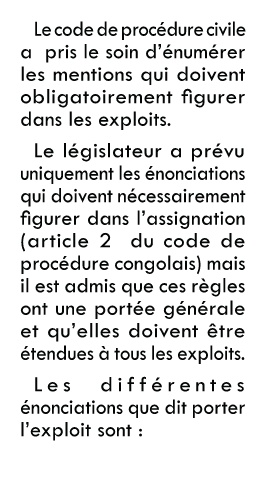 Le code de procédure civile
a pris le soin d'énumérer
les mentions qui doivent
obligatoirement figurer
dans les exploits.
Le législateur a prévu
uniquement les énonciations
qui doivent nécessairement
figurer dans l'assignation
(article 2 du code de
procédure congolais) mais
il est admis que ces règles
ont une portée générale
et qu'elles doivent être
étendues à tous les exploits.
Les différentes
énonciations que dit porter
l'exploit sont :